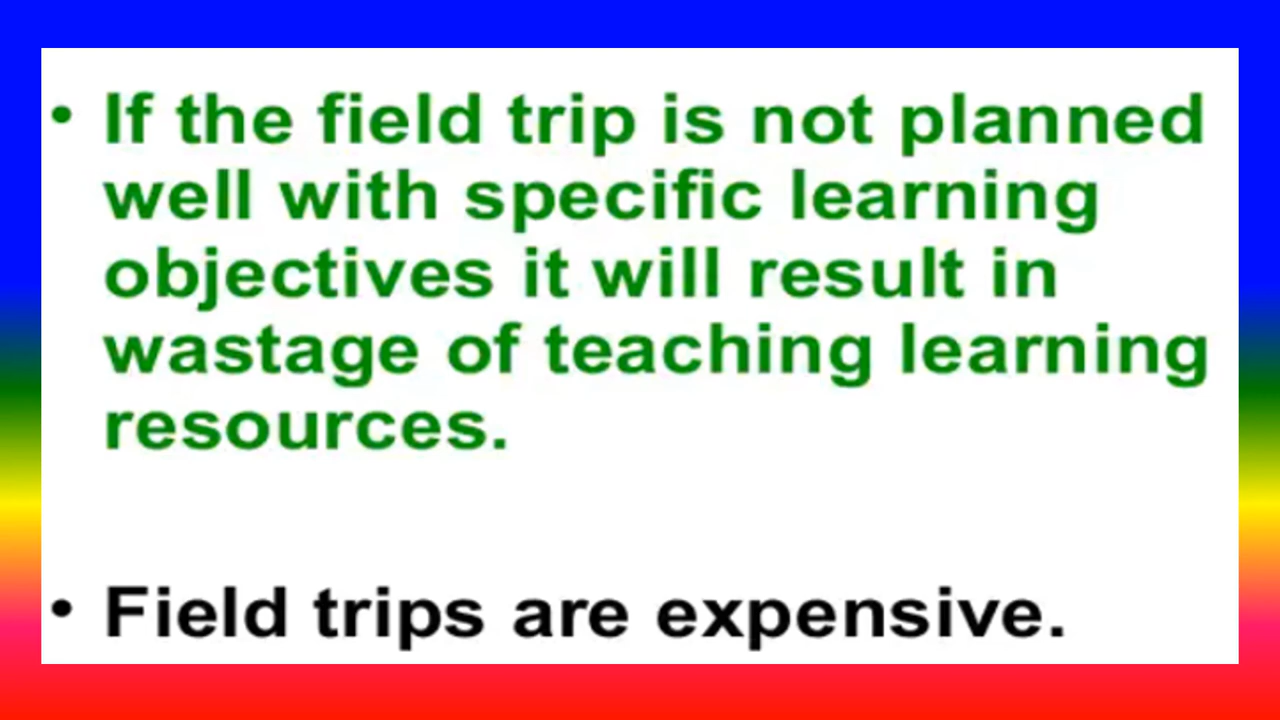 • If the field trip is not planned
well with specific learning
objectives it will result in
wastage of teaching learning
resources.
• Field trips are expensive.